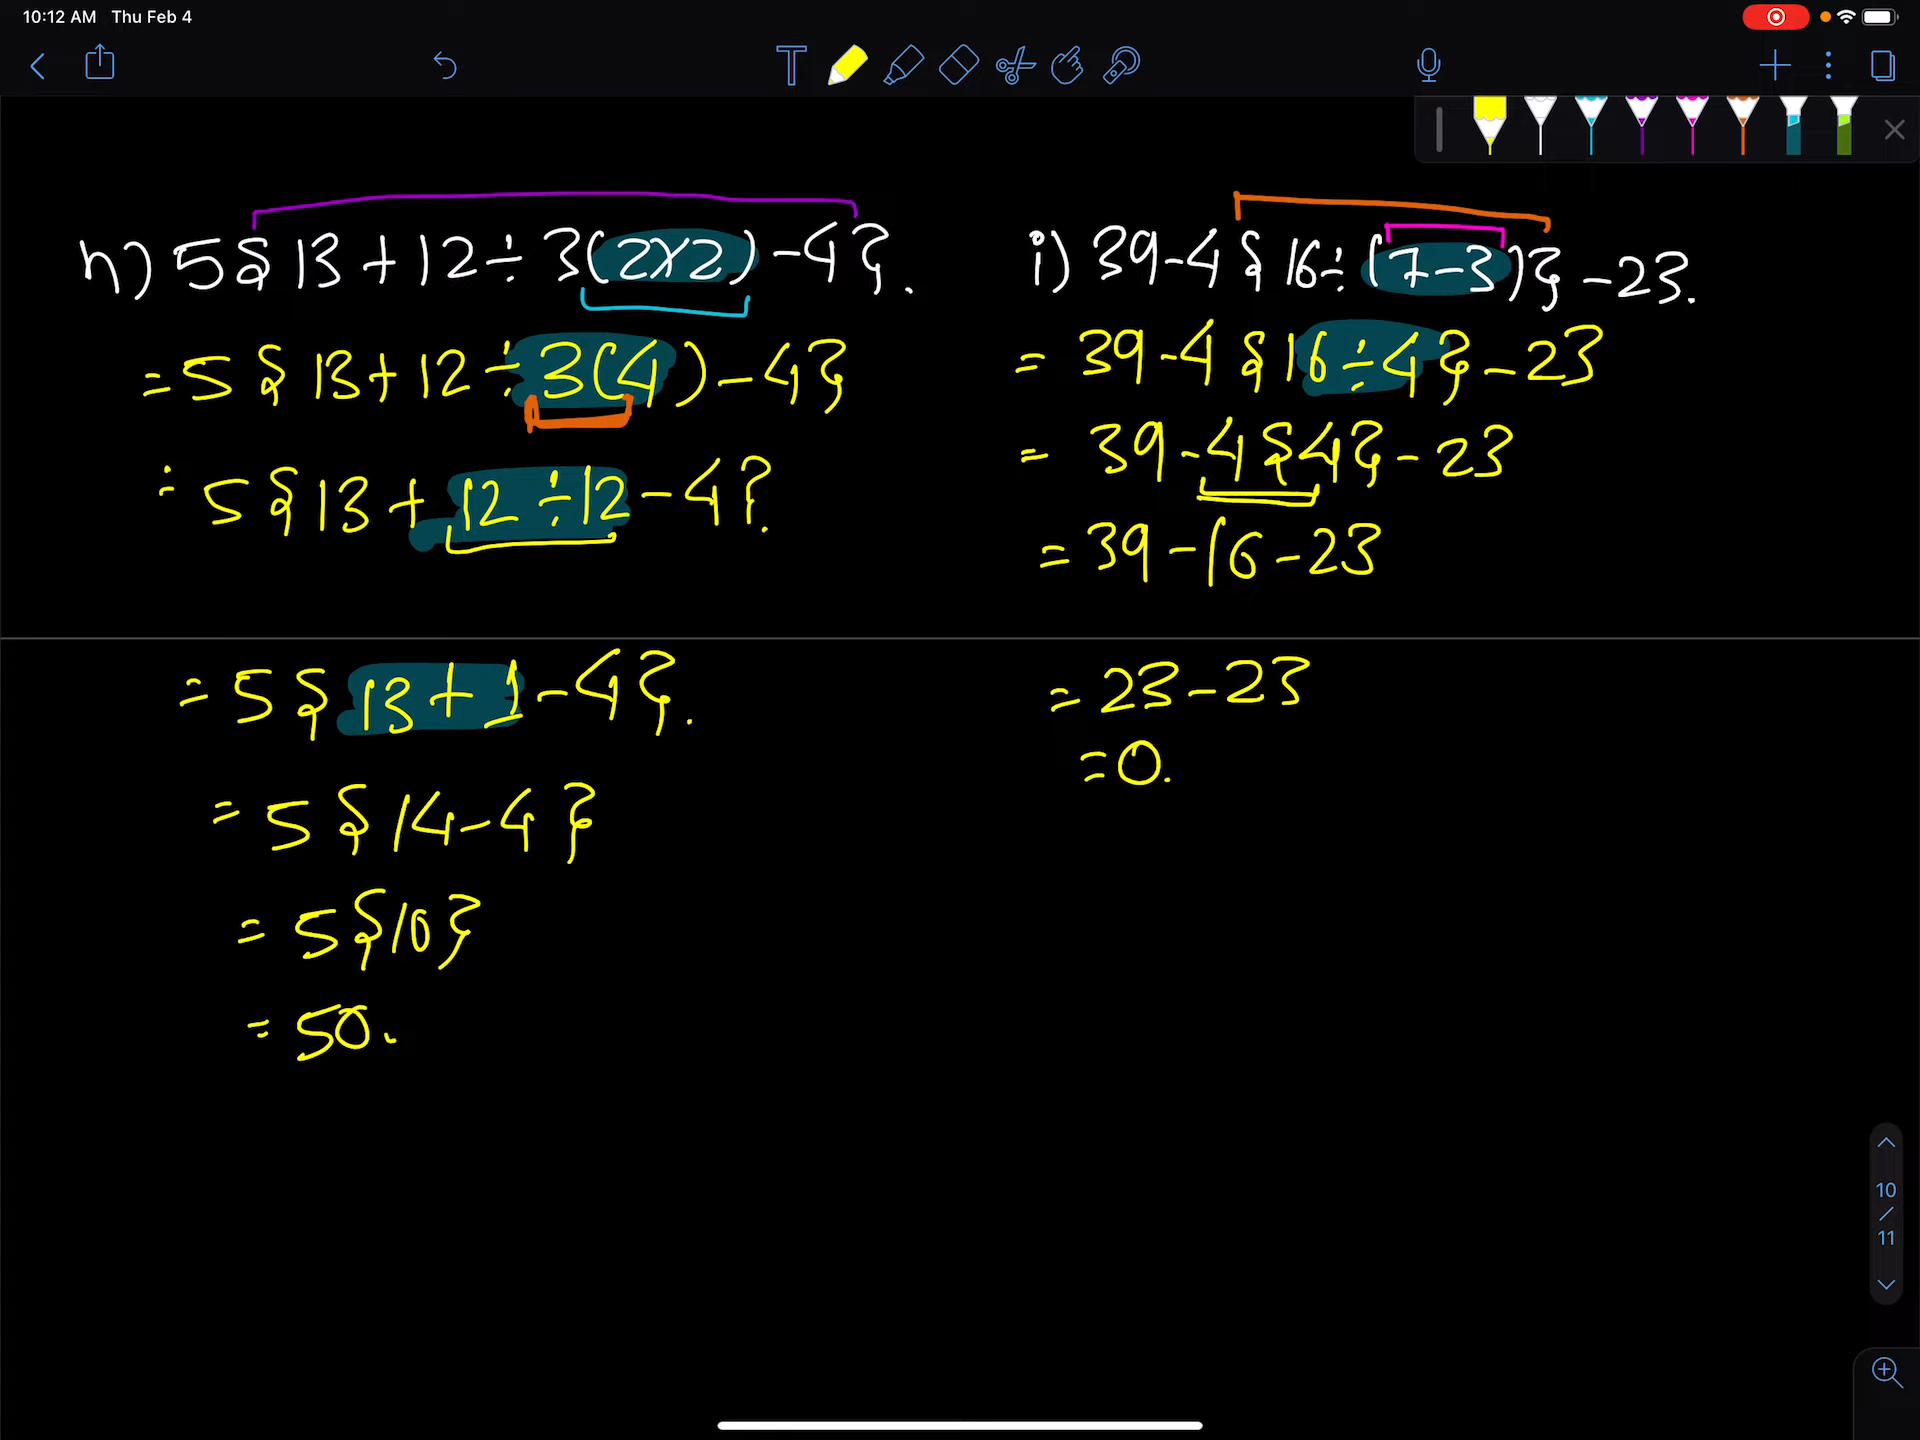 10:12 AM Thu Feb 4
h) 5{13 + 12 ÷ 3(2×2) - 4}.
= 5{13 + 12 ÷ 3(4) - 4}
= 5{13 + 12 ÷ 12 - 4}.
= 5{13 + 1 - 4}.
= 5{14 - 4}
= 5{10}
= 50.
i) 39 - 4{16 ÷ (7 - 3)} - 23.
= 39 - 4{16 ÷ 4} - 23
= 39 - 4{4} - 23
= 39 - 16 - 23
= 23 - 23
= 0.
10
/
11